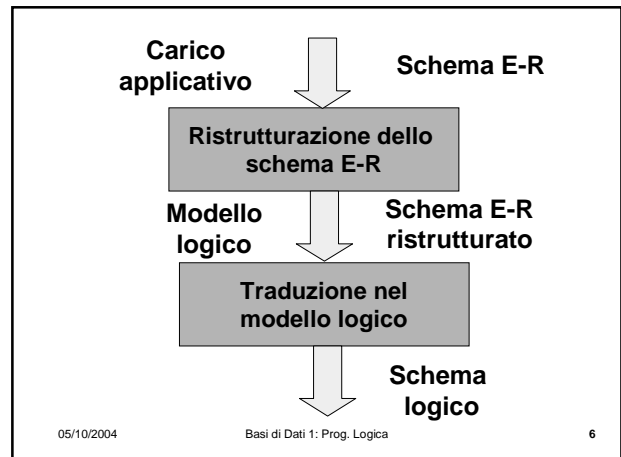 Carico
applicativo
Schema E-R
Ristrutturazione dello
schema E-R
Modello
logico
Schema E-R
ristrutturato
Traduzione nel
modello logico
Schema
logico
05/10/2004
Basi di Dati 1: Prog. Logica
6